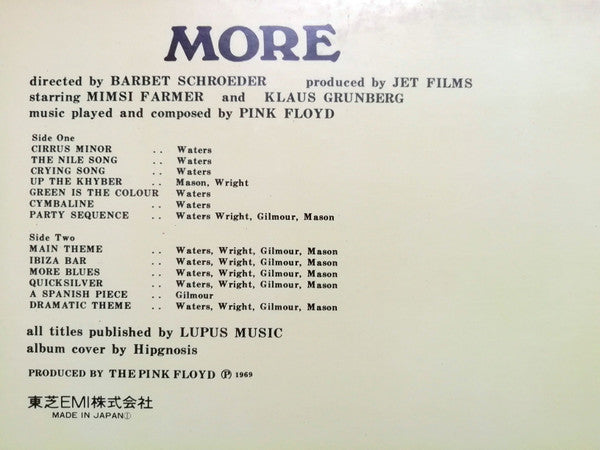 MORE
directed by BARBET SCHROEDER produced by JET FILMS
starring MIMSI FARMER and KLAUS GRUNBERG
music played and composed by PINK FLOYD
Side One
CIRRUS MINOR .. Waters
THE NILE SONG .. Waters
CRYING SONG .. Waters
UP THE KHYBER .. Mason, Wright
GREEN IS THE COLOUR Waters
CYMBALINE .. Waters
PARTY SEQUENCE .. Waters Wright, Gilmour, Mason
Side Two
MAIN THEME .. Waters, Wright, Gilmour, Mason
IBIZA BAR .. Waters, Wright, Gilmour, Mason
MORE BLUES .. Waters, Wright, Gilmour, Mason
QUICKSILVER .. Waters, Wright, Gilmour, Mason
A SPANISH PIECE .. Gilmour
DRAMATIC THEME .. Waters, Wright, Gilmour, Mason
all titles published by LUPUS MUSIC
album cover by Hipgnosis
PRODUCED BY THE PINK FLOYD Ⓟ 1969
東芝EMI株式会社
MADE IN JAPAN①